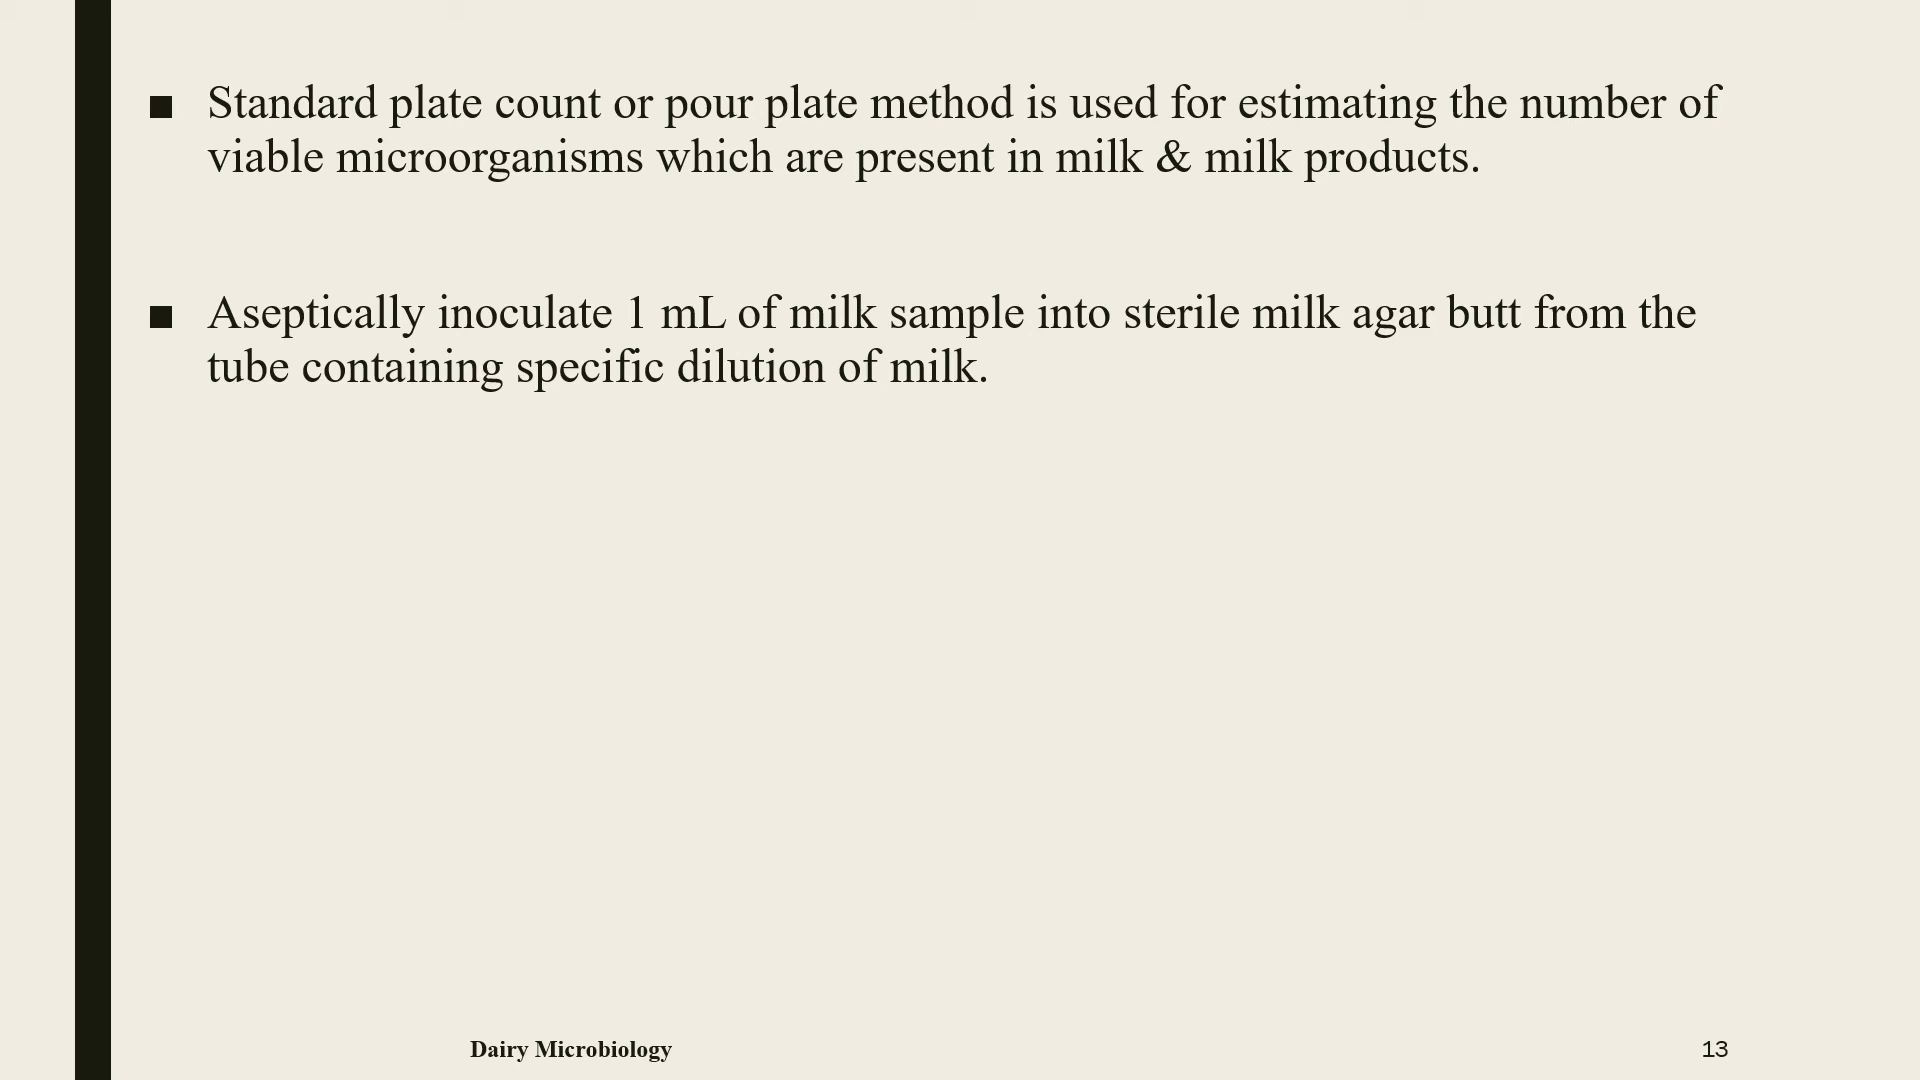 ■ Standard plate count or pour plate method is used for estimating the number of
viable microorganisms which are present in milk & milk products.
■ Aseptically inoculate 1 mL of milk sample into sterile milk agar butt from the
tube containing specific dilution of milk.
Dairy Microbiology
13